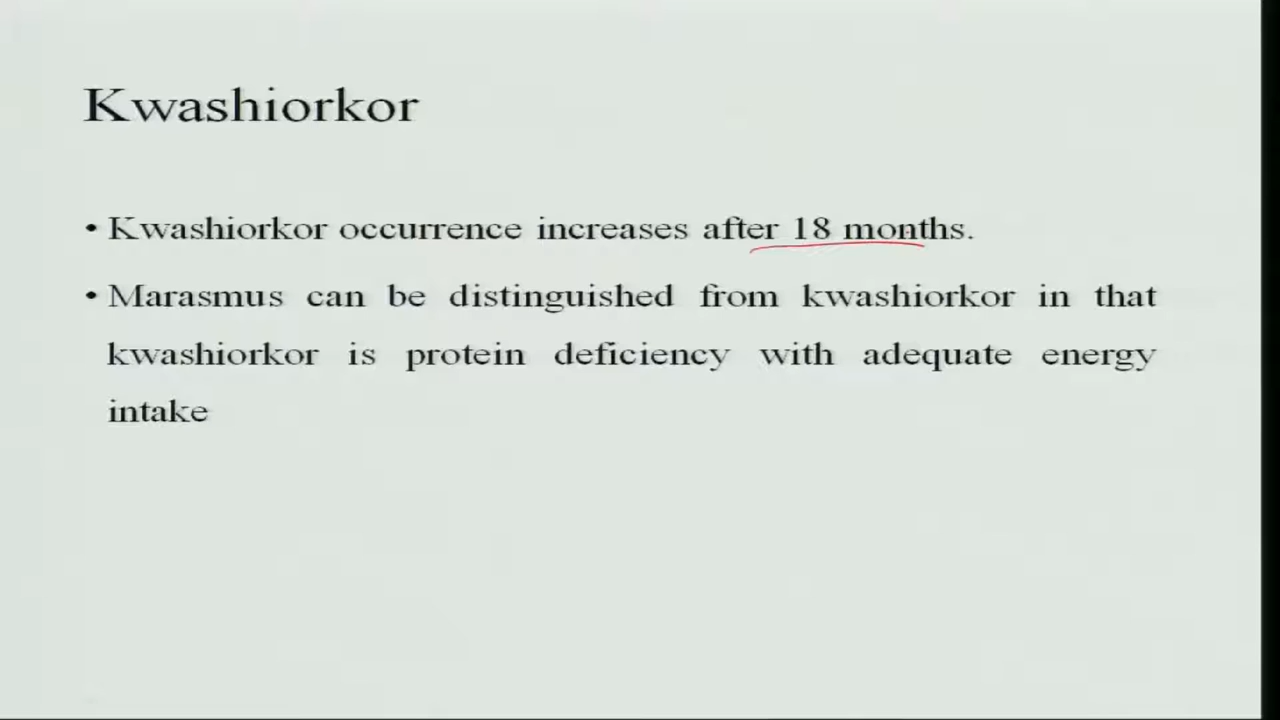 Kwashiorkor
• Kwashiorkor occurrence increases after 18 months.
• Marasmus can be distinguished from kwashiorkor in that
kwashiorkor is protein deficiency with adequate energy
intake